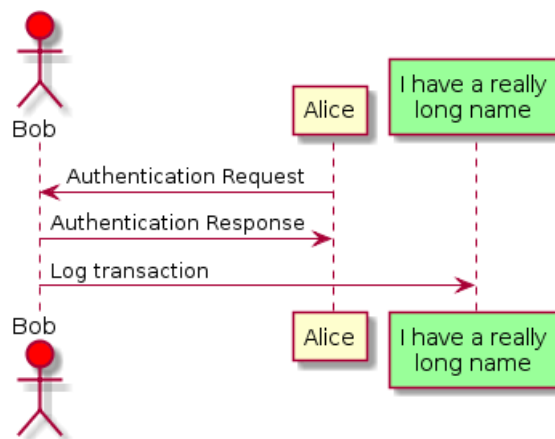 Bob
Alice
I have a really
long name
Authentication Request
Authentication Response
Log transaction
Bob
Alice
I have a really
long name